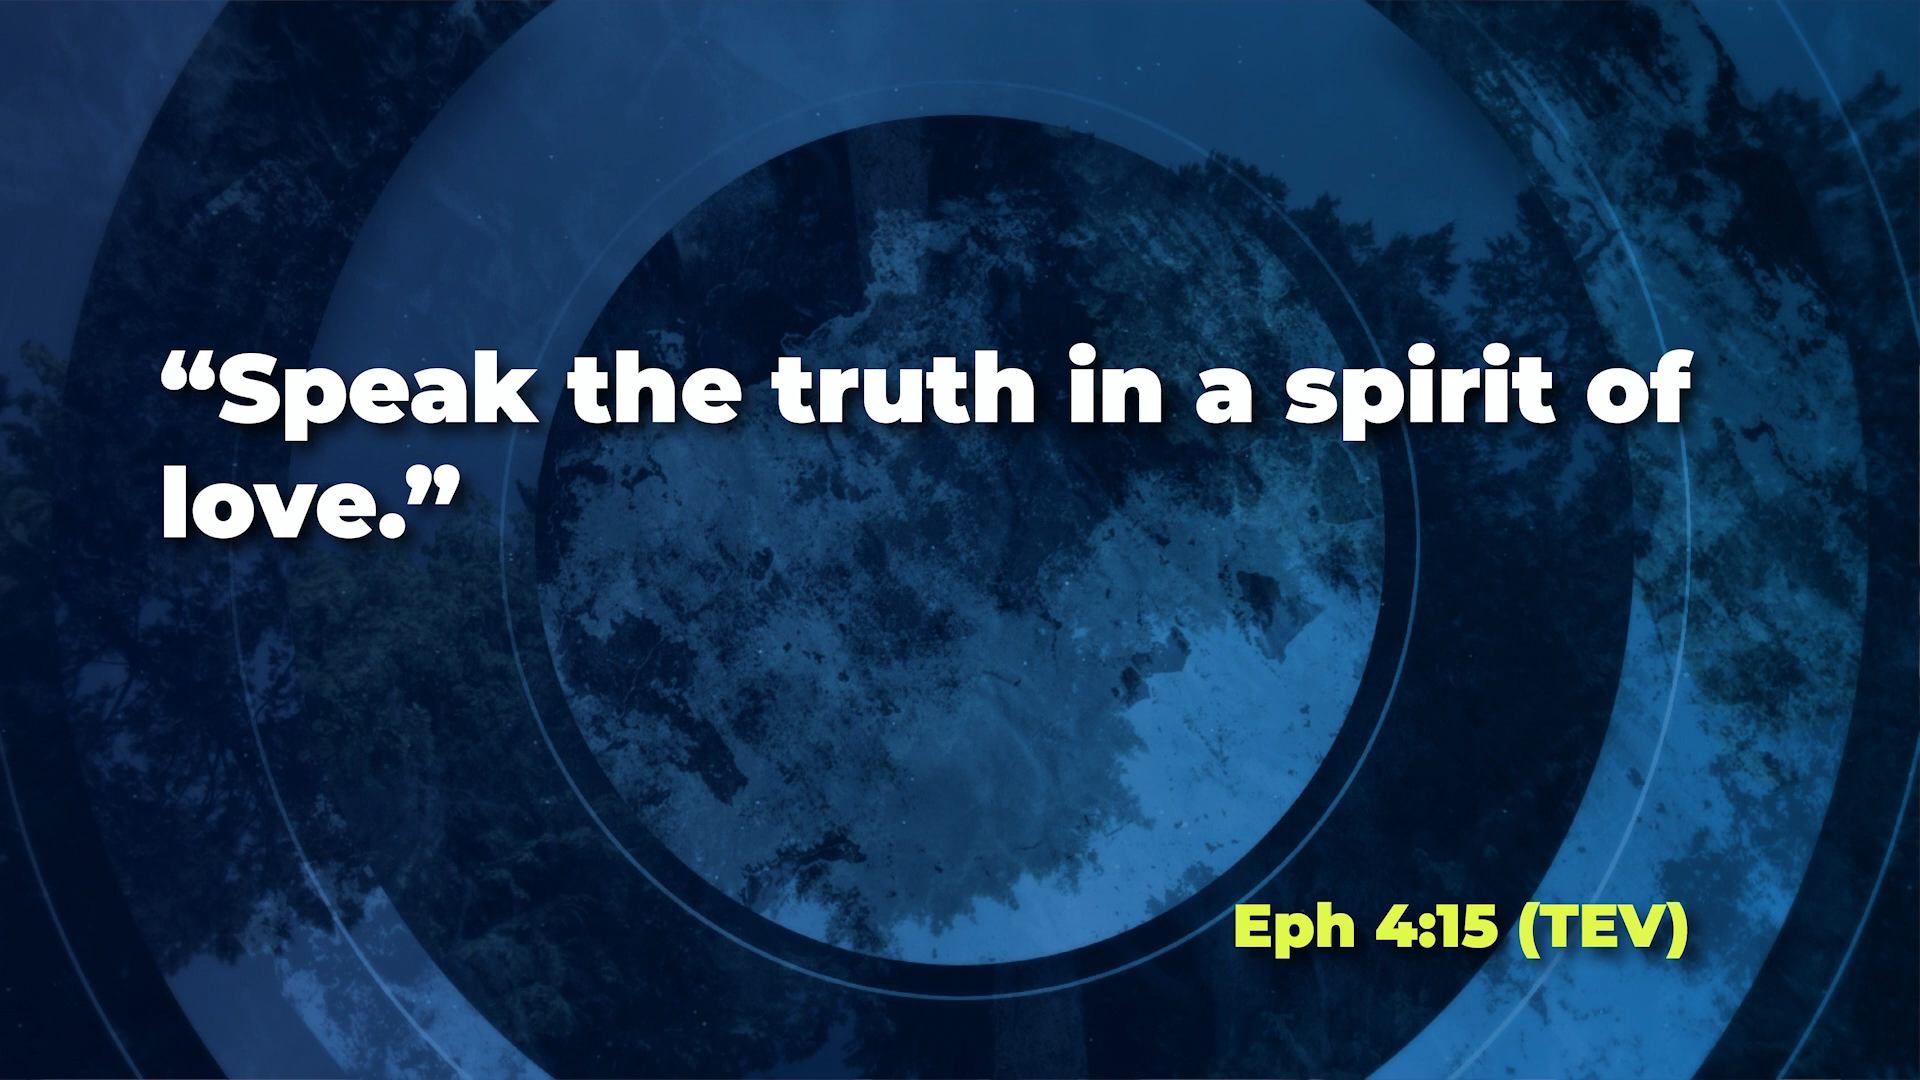 “Speak the truth in a spirit of
love.”
Eph 4:15 (TEV)